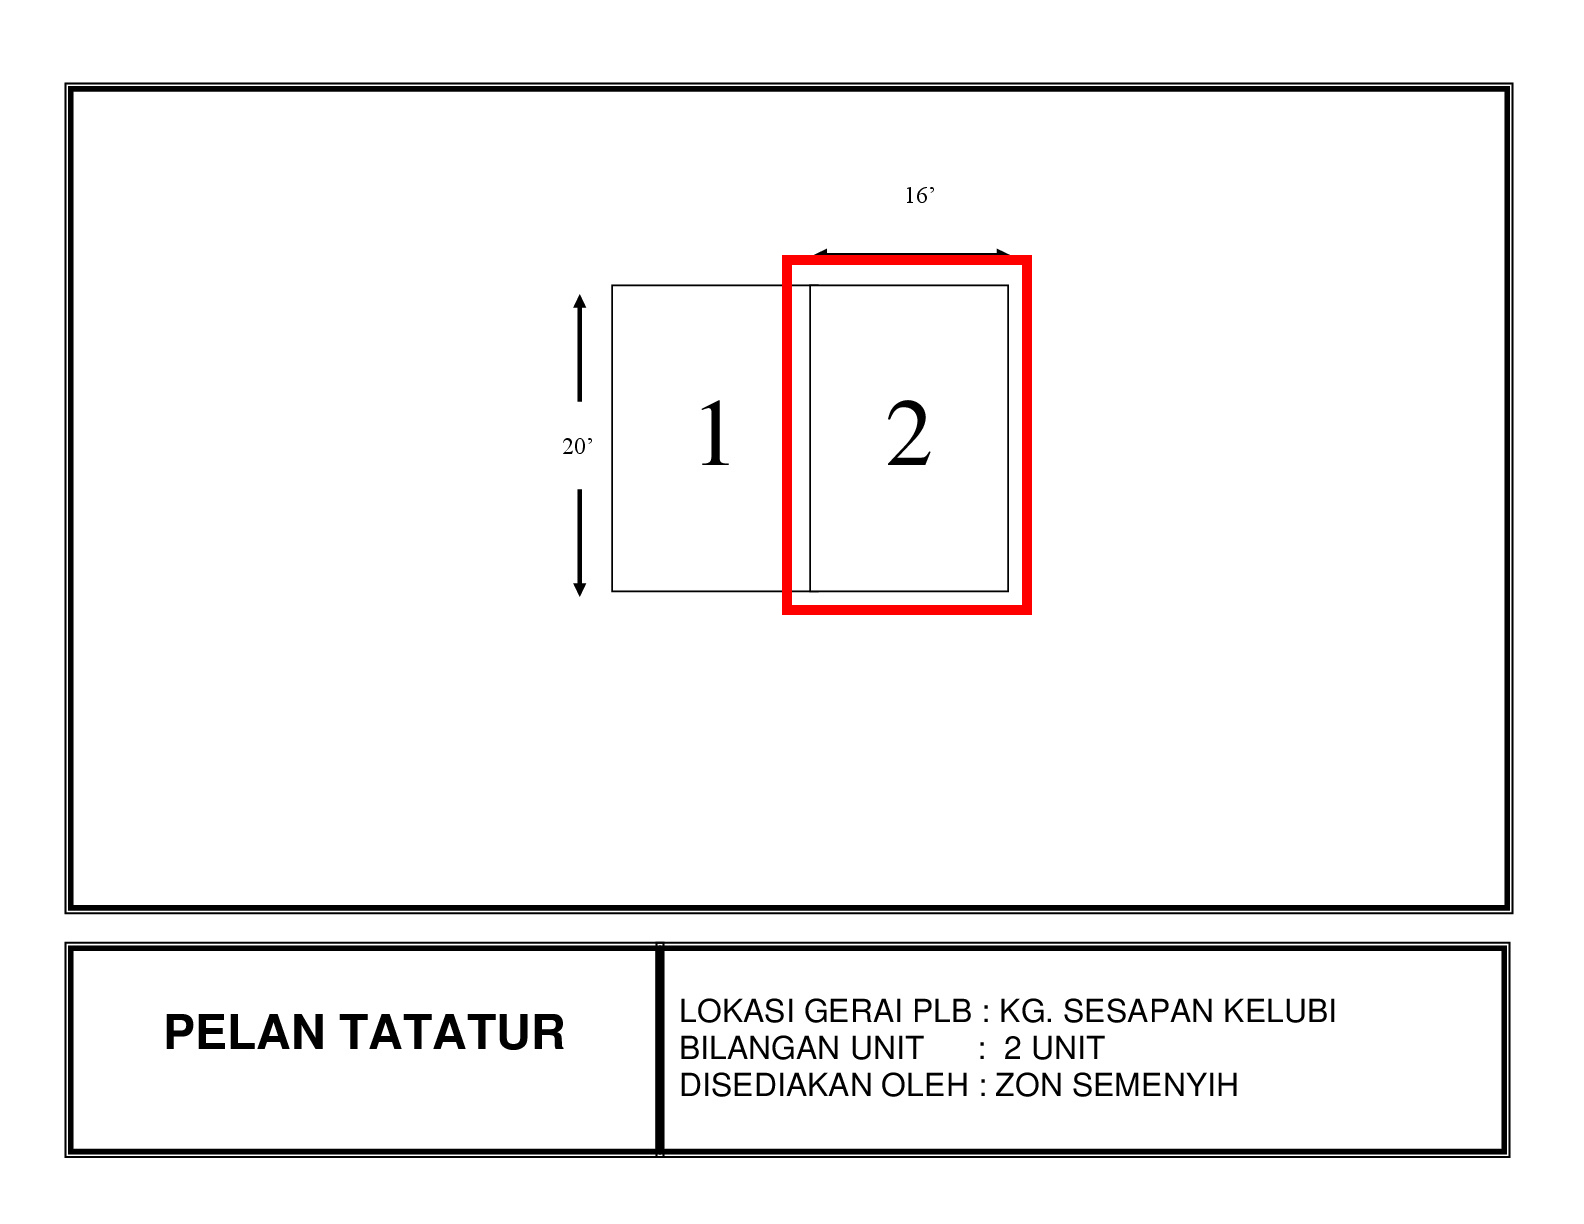 16’
1
2
20’
PELAN TATATUR
LOKASI GERAI PLB : KG. SESAPAN KELUBI
BILANGAN UNIT : 2 UNIT
DISEDIAKAN OLEH : ZON SEMENYIH